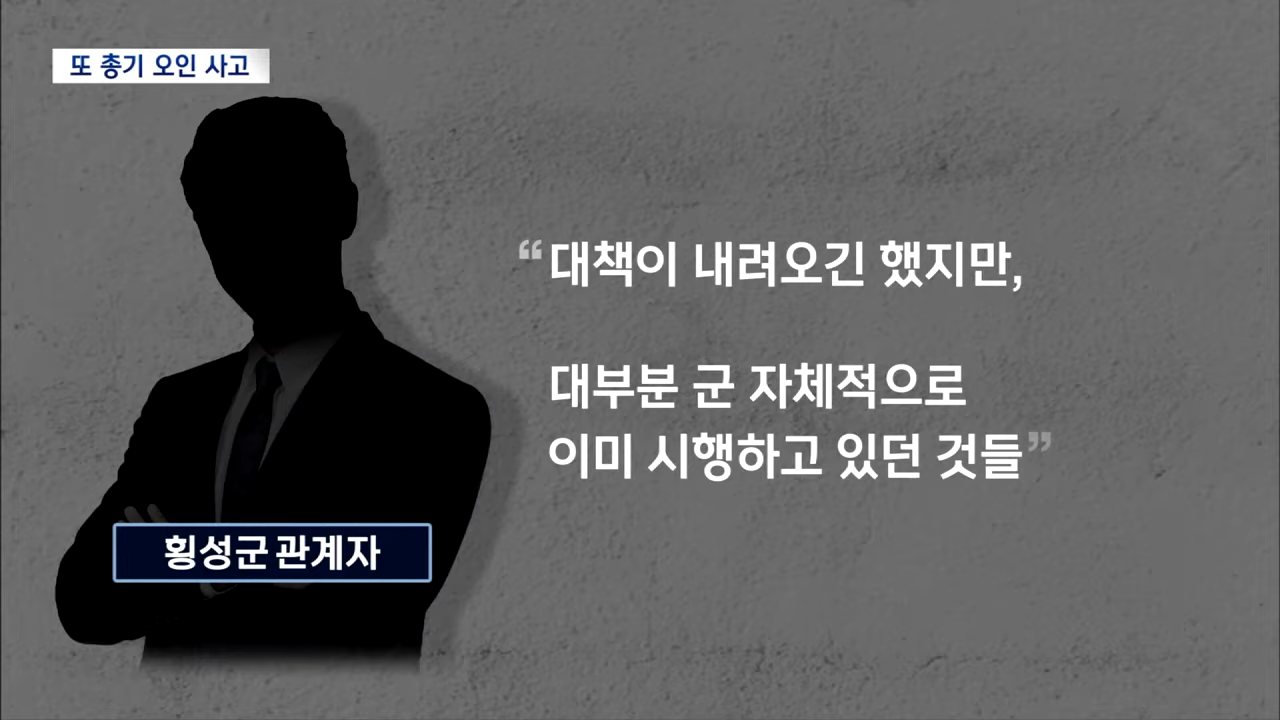 또 총기 오인 사고
“대책이 내려오긴 했지만,
대부분 군 자체적으로
이미 시행하고 있던 것들”
횡성군 관계자